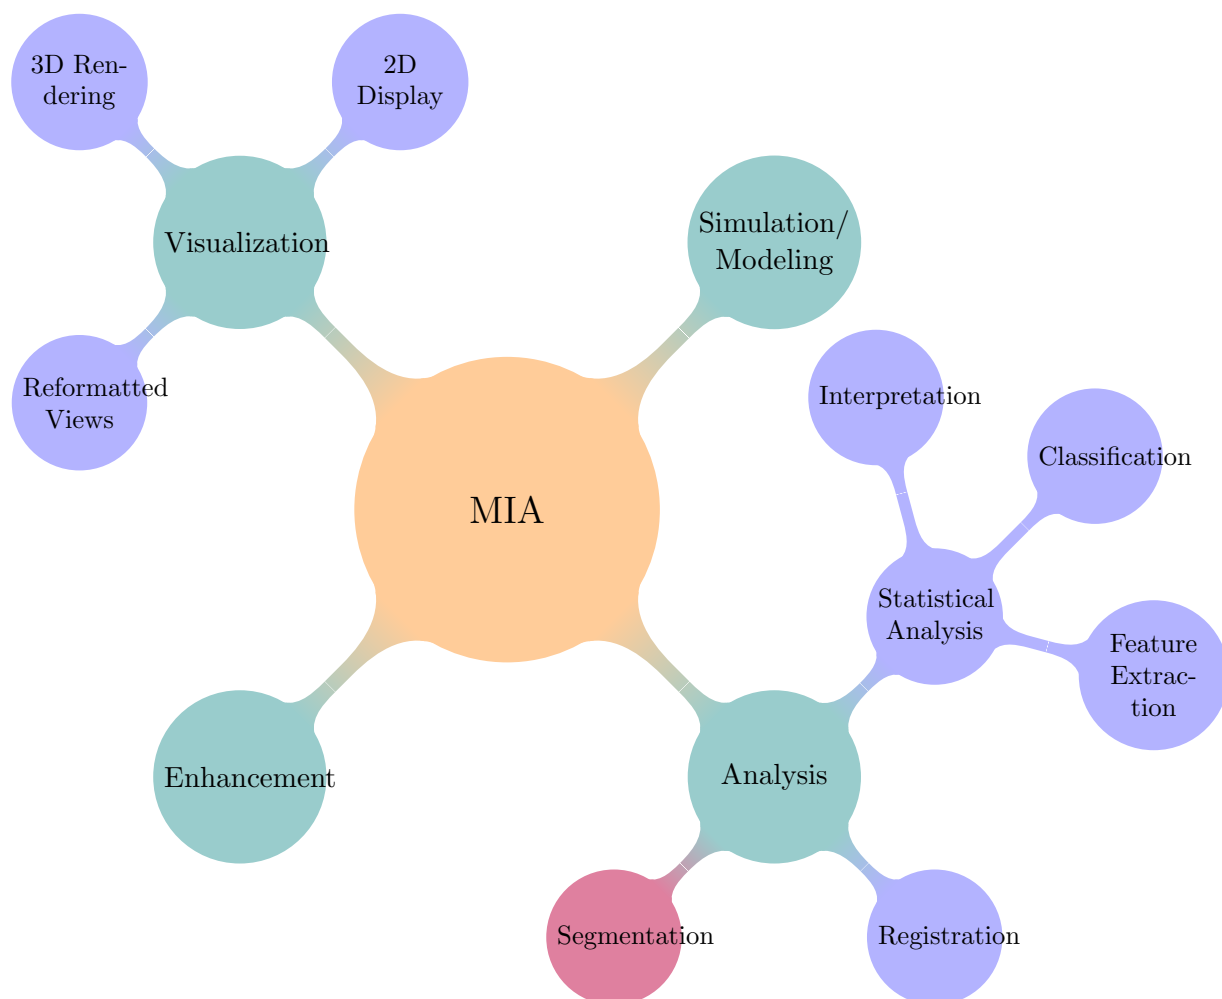 3D Ren-
dering
2D
Display
Visualization
Simulation/
Modeling
Reformatted
Views
Interpretation
Classification
MIA
Statistical
Analysis
Feature
Extrac-
tion
Enhancement
Analysis
Segmentation
Registration